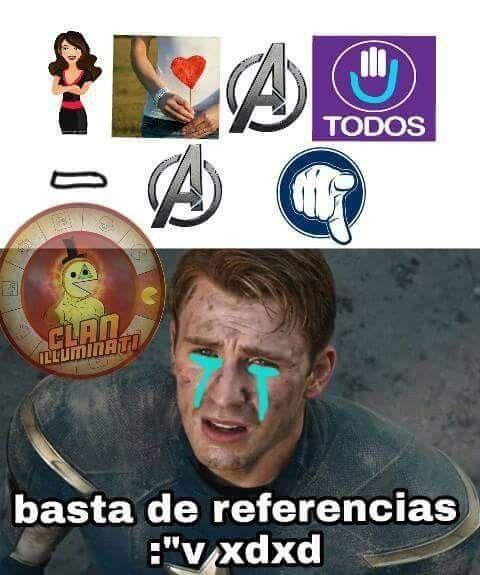 A
TODOS
A
CLAN
ILLUMINATI
basta de referencias
:"v xdxd